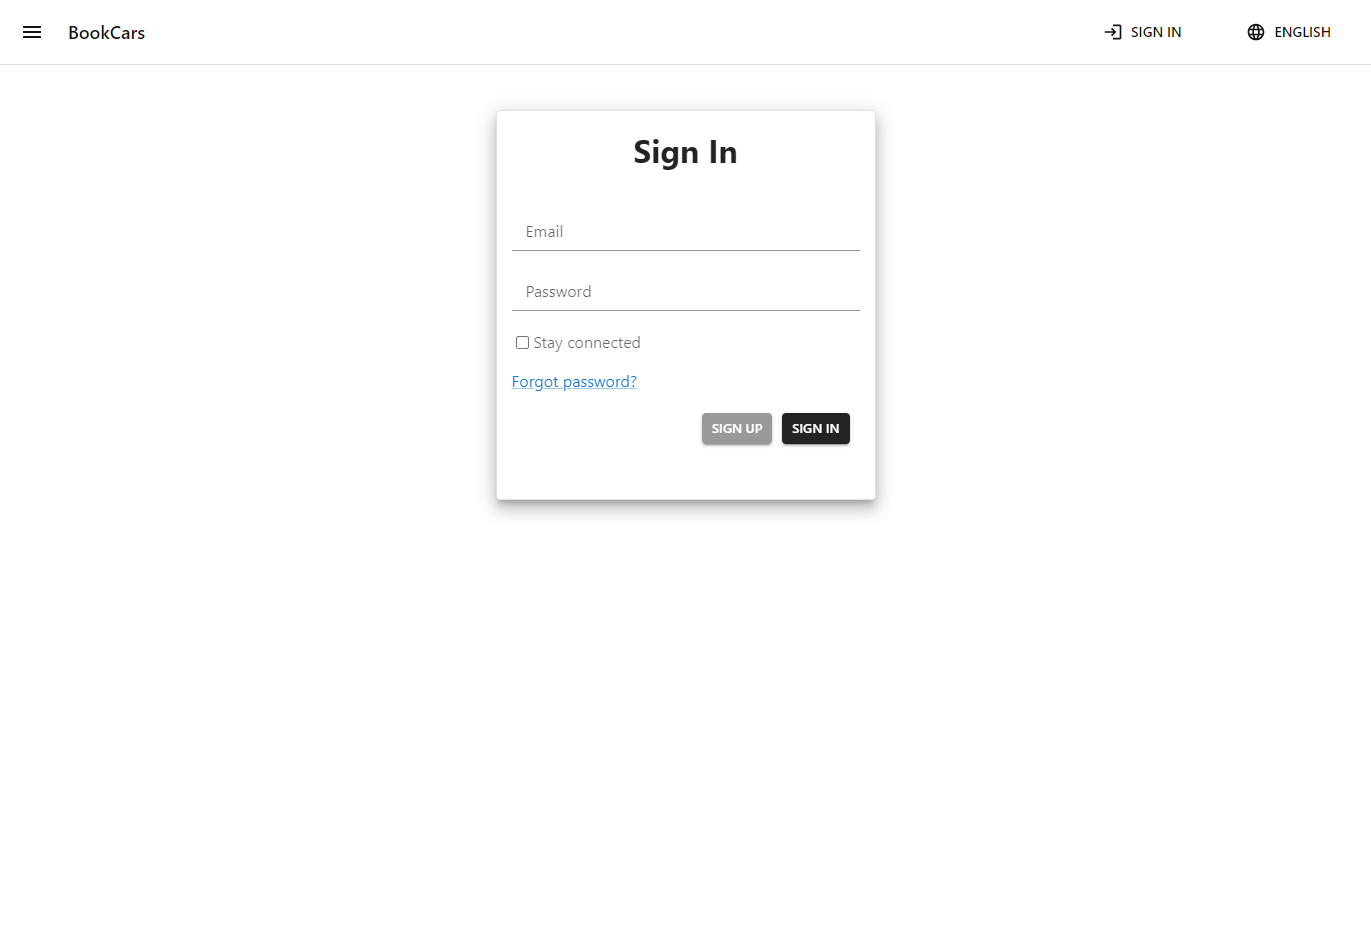 BookCars
SIGN IN
ENGLISH
Sign In
Email
Password
Stay connected
Forgot password?
SIGN UP
SIGN IN